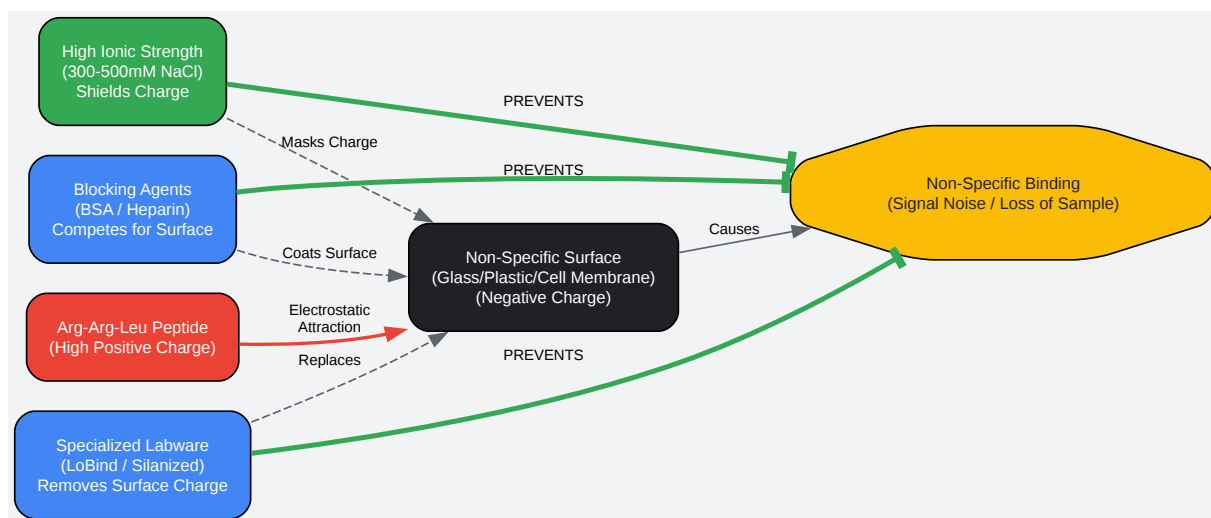 High Ionic Strength
(300-500mM NaCl)
Shields Charge
PREVENTS
Masks Charge
Blocking Agents
(BSA / Heparin)
Competes for Surface
PREVENTS
Coats Surface
Non-Specific Binding
(Signal Noise / Loss of Sample)
Causes
Non-Specific Surface
(Glass/Plastic/Cell Membrane)
(Negative Charge)
Arg-Arg-Leu Peptide
(High Positive Charge)
Electrostatic
Attraction
Replaces
PREVENTS
Specialized Labware
(LoBind / Silanized)
Removes Surface Charge